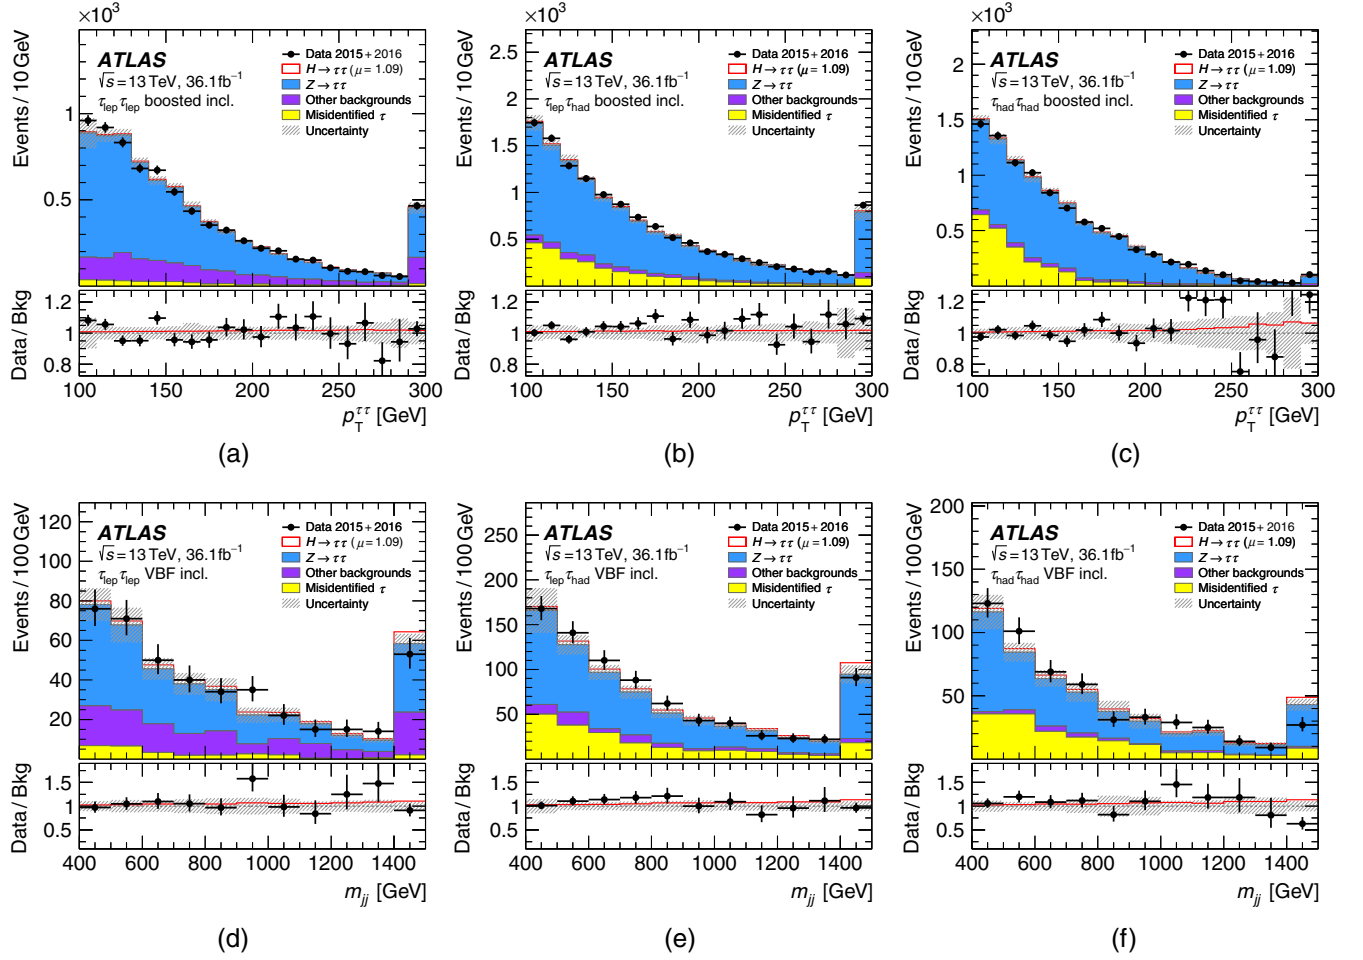 ×10³
Events / 10 GeV
ATLAS
√s = 13 TeV, 36.1 fb⁻¹
τlep τlep boosted incl.
Data 2015 + 2016
H → ττ (μ = 1.09)
Z → ττ
Other backgrounds
Misidentified τ
Uncertainty
1
0.5
Data / Bkg
1.2
1.0
0.8
100 150 200 250 300
pTττ [GeV]
(a)
×10³
Events / 10 GeV
ATLAS
√s = 13 TeV, 36.1 fb⁻¹
τlep τhad boosted incl.
Data 2015 + 2016
H → ττ (μ = 1.09)
Z → ττ
Other backgrounds
Misidentified τ
Uncertainty
2.5
2
1.5
1
0.5
Data / Bkg
1.2
1.0
0.8
100 150 200 250 300
pTττ [GeV]
(b)
×10³
Events / 10 GeV
ATLAS
√s = 13 TeV, 36.1 fb⁻¹
τhad τhad boosted incl.
Data 2015 + 2016
H → ττ (μ = 1.09)
Z → ττ
Other backgrounds
Misidentified τ
Uncertainty
2
1.5
1
0.5
Data / Bkg
1.2
1.0
0.8
100 150 200 250 300
pTττ [GeV]
(c)
Events / 100 GeV
ATLAS
√s = 13 TeV, 36.1 fb⁻¹
τlep τlep VBF incl.
Data 2015 + 2016
H → ττ (μ = 1.09)
Z → ττ
Other backgrounds
Misidentified τ
Uncertainty
120
100
80
60
40
20
Data / Bkg
1.5
1.0
0.5
400 600 800 1000 1200 1400
mjj [GeV]
(d)
Events / 100 GeV
ATLAS
√s = 13 TeV, 36.1 fb⁻¹
τlep τhad VBF incl.
Data 2015 + 2016
H → ττ (μ = 1.09)
Z → ττ
Other backgrounds
Misidentified τ
Uncertainty
250
200
150
100
50
Data / Bkg
1.5
1.0
0.5
400 600 800 1000 1200 1400
mjj [GeV]
(e)
Events / 100 GeV
ATLAS
√s = 13 TeV, 36.1 fb⁻¹
τhad τhad VBF incl.
Data 2015 + 2016
H → ττ (μ = 1.09)
Z → ττ
Other backgrounds
Misidentified τ
Uncertainty
200
150
100
50
Data / Bkg
1.5
1.0
0.5
400 600 800 1000 1200 1400
mjj [GeV]
(f)